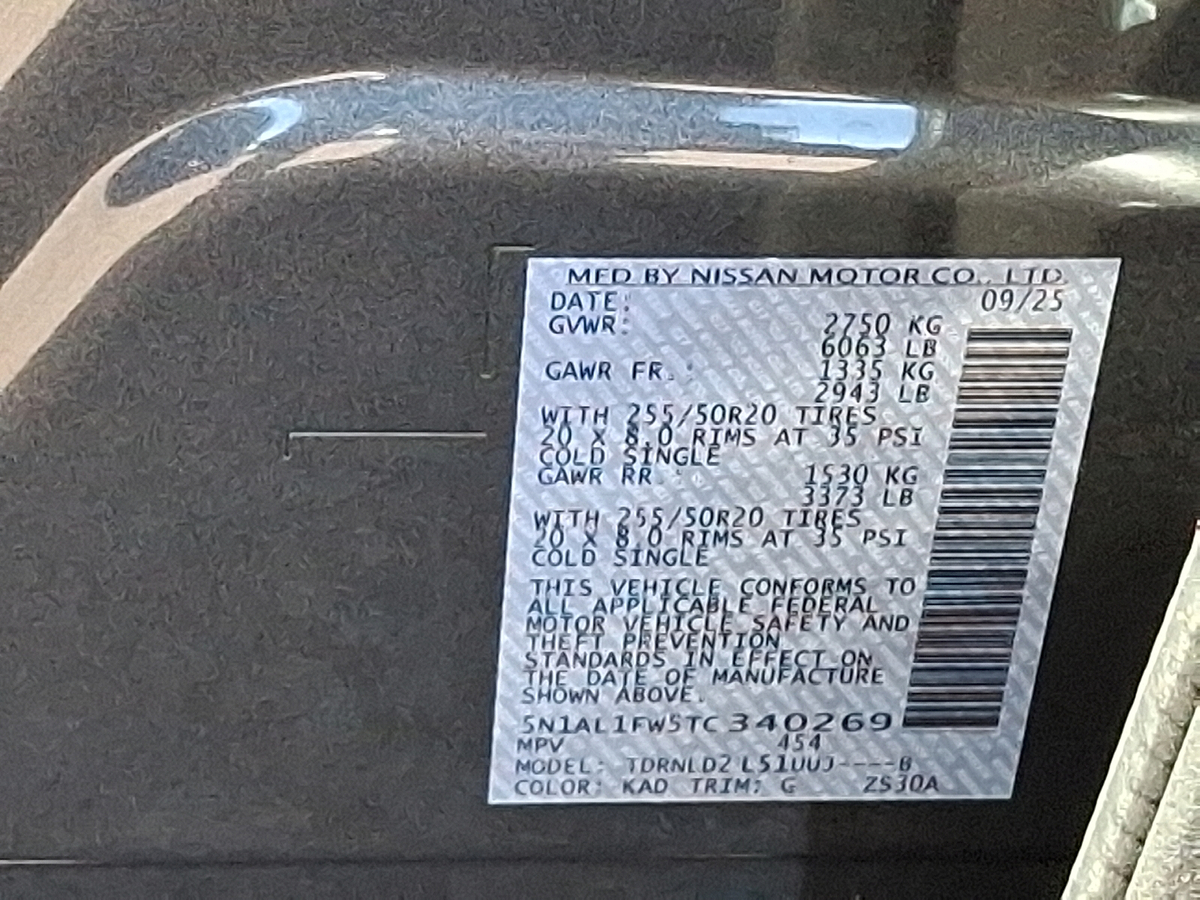 MFD BY NISSAN MOTOR CO., LTD.
DATE: 09/25
GVWR: 2750 KG
6063 LB
GAWR FR.: 1335 KG
2943 LB
WITH 255/50R20 TIRES
20 X 8.0 RIMS AT 35 PSI
COLD SINGLE
GAWR RR.: 1530 KG
3373 LB
WITH 255/50R20 TIRES
20 X 8.0 RIMS AT 35 PSI
COLD SINGLE
THIS VEHICLE CONFORMS TO
ALL APPLICABLE FEDERAL
MOTOR VEHICLE SAFETY AND
THEFT PREVENTION
STANDARDS IN EFFECT ON
THE DATE OF MANUFACTURE
SHOWN ABOVE.
5N1AL1FW5TC340269
MPV 454
MODEL: TDRNLD2 L51UUJ----B
COLOR: KAD TRIM: G ZS30A